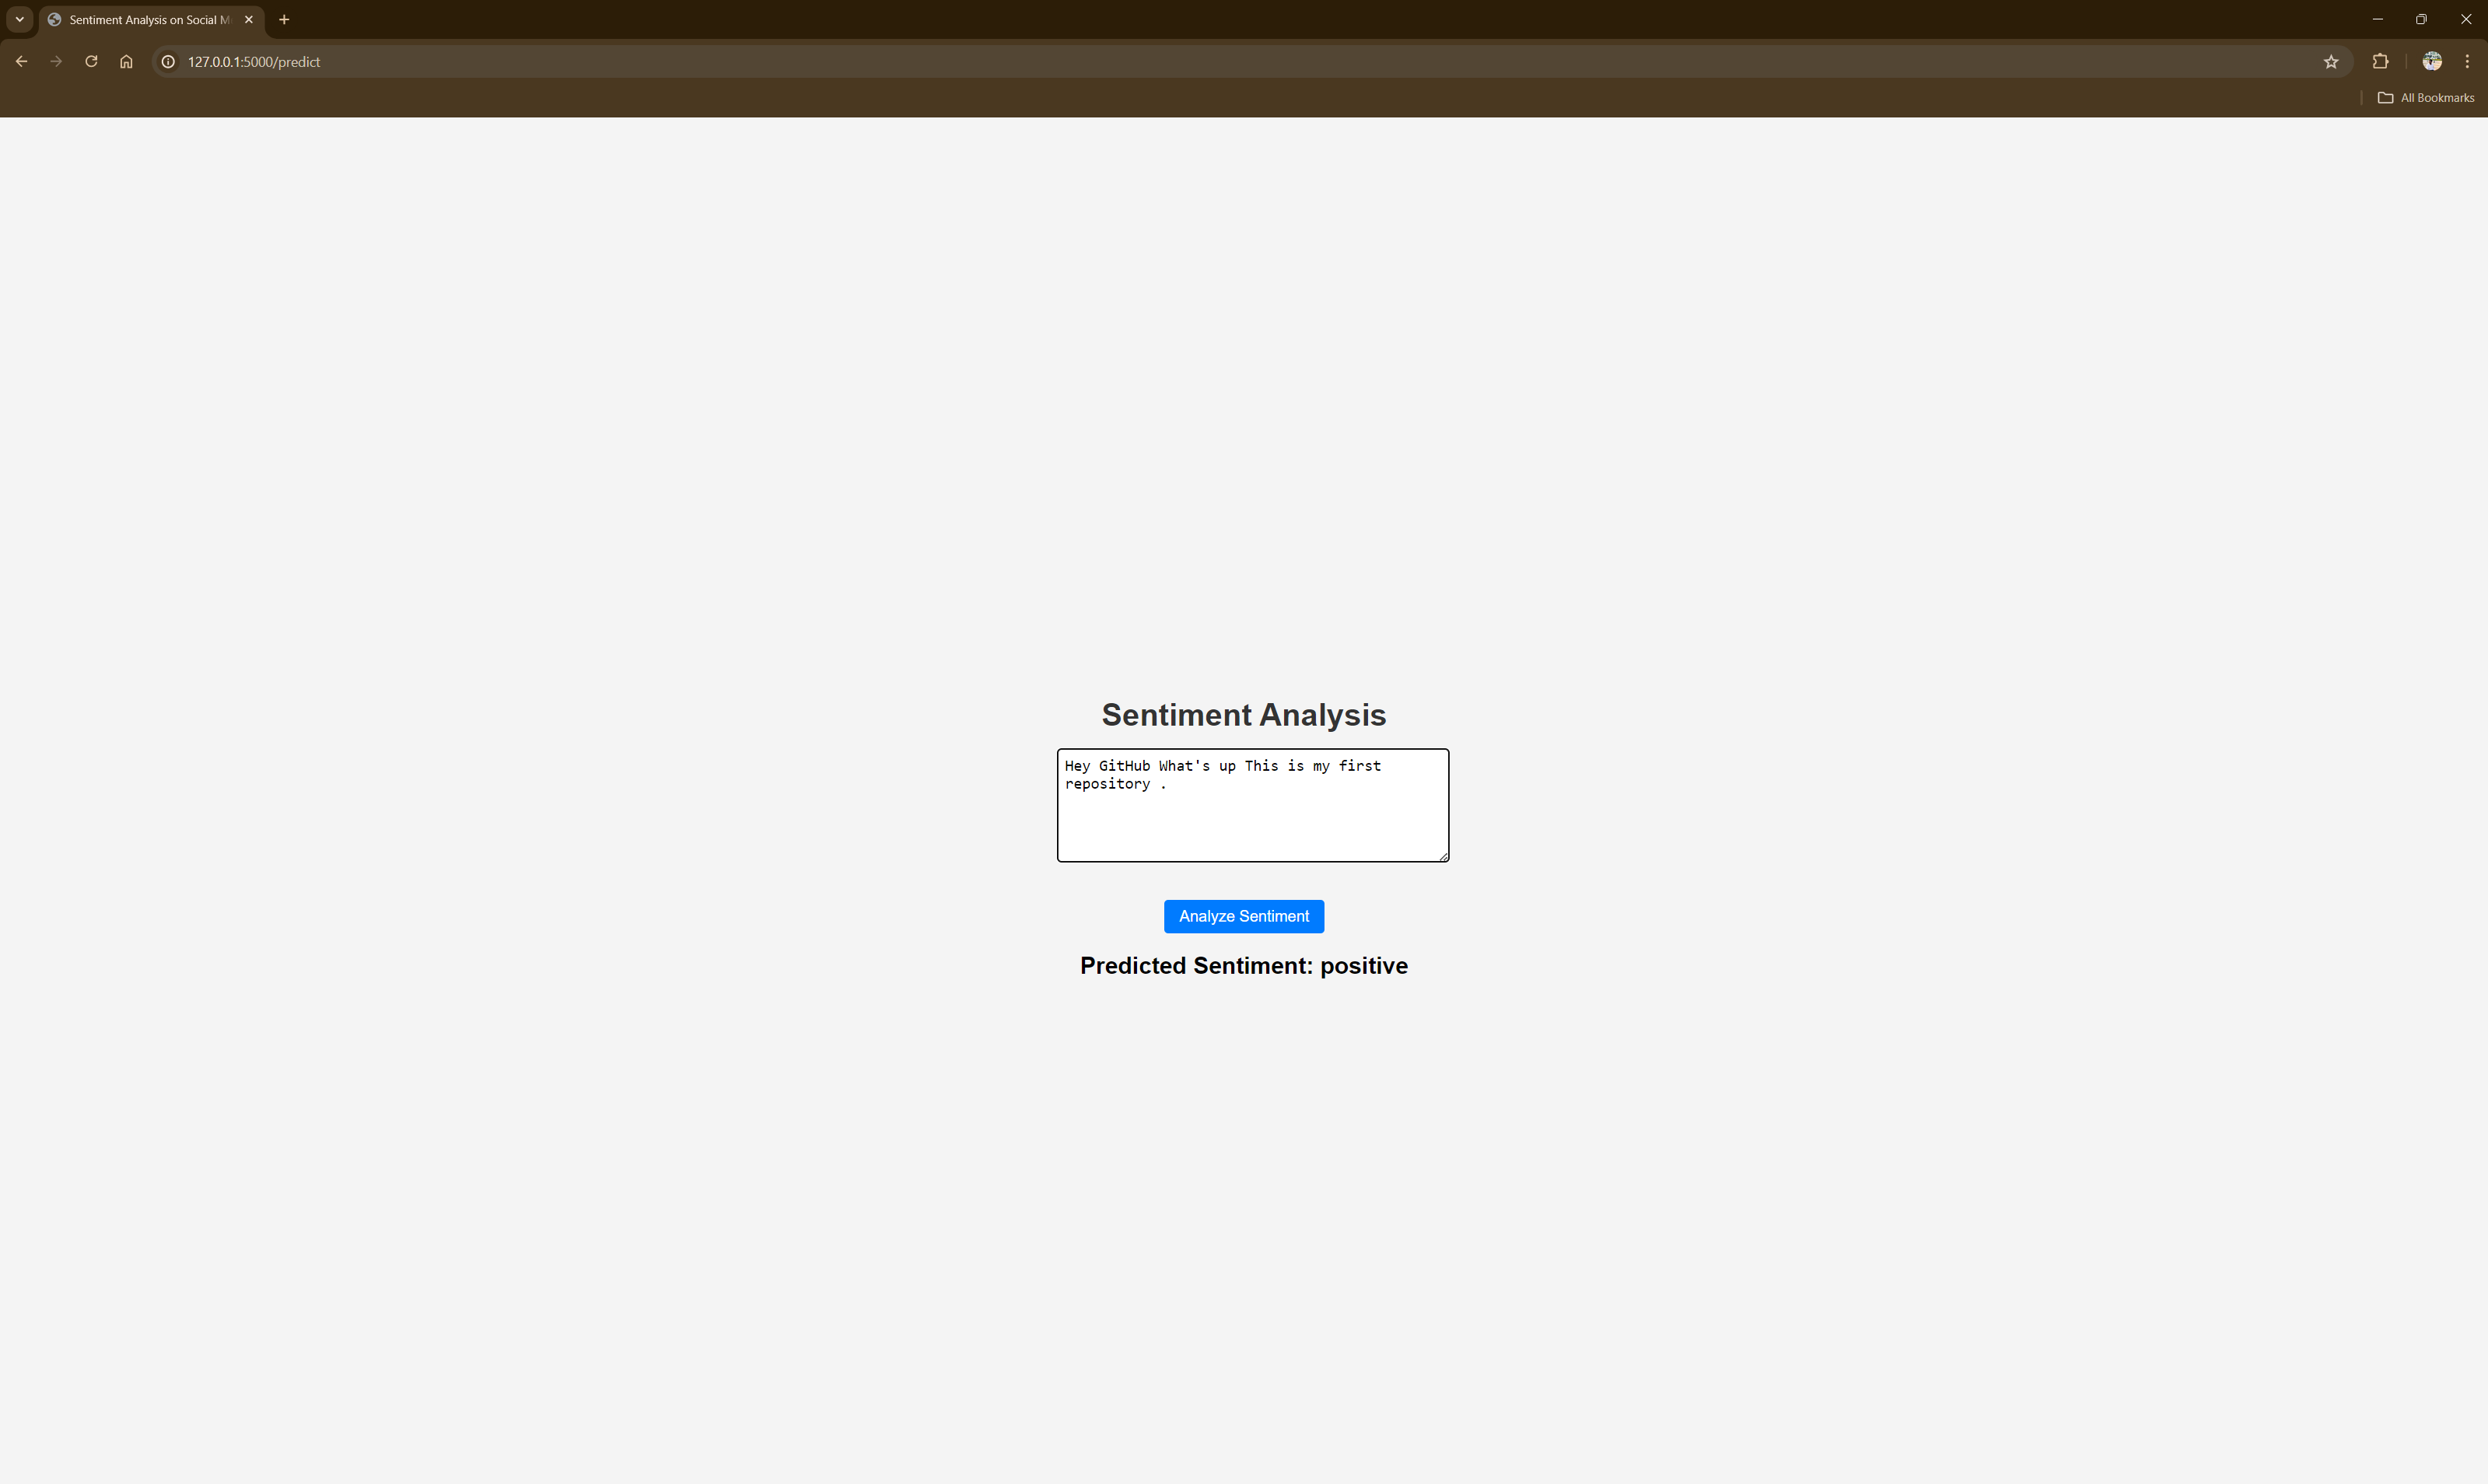 Sentiment Analysis on Social M
127.0.0.1:5000/predict
All Bookmarks
Sentiment Analysis
Hey GitHub What's up This is my first
repository .
Analyze Sentiment
Predicted Sentiment: positive